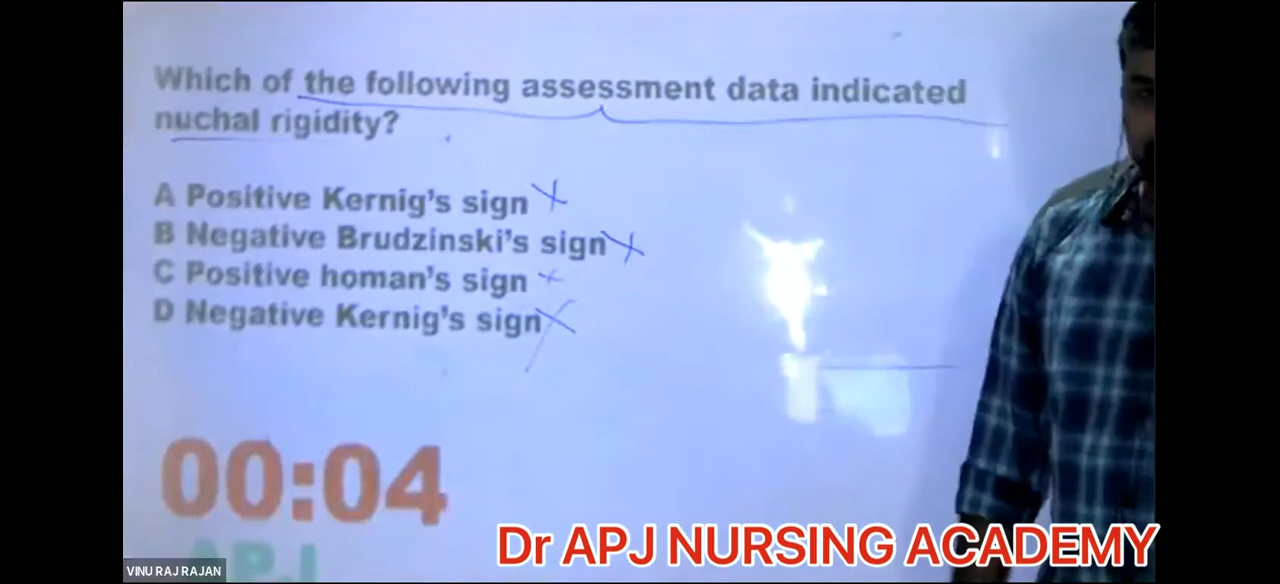 Which of the following assessment data indicated
nuchal rigidity?
A Positive Kernig's sign
B Negative Brudzinski's sign
C Positive homan's sign
D Negative Kernig's sign
00:04
APJ
Dr APJ NURSING ACADEMY
VINU RAJ RAJAN